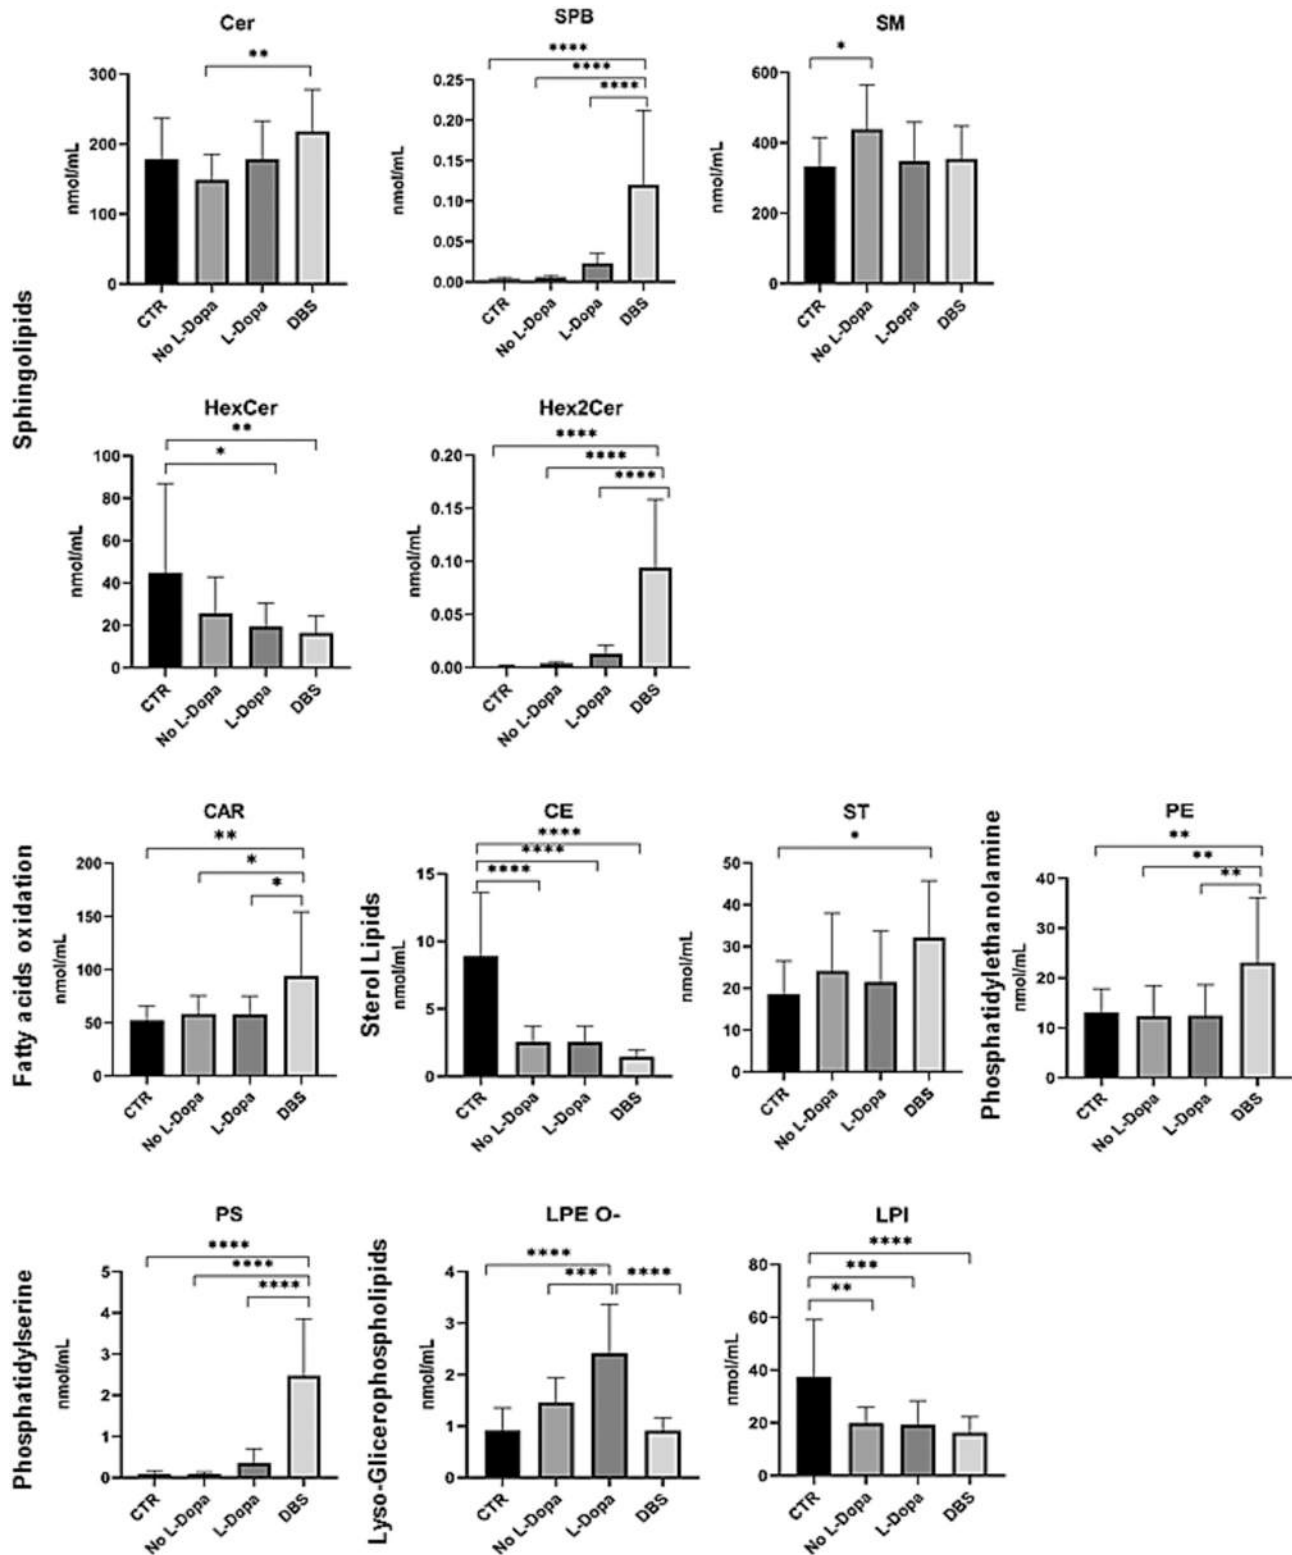 Sphingolipids
Cer
**
nmol/mL
300
200
100
0
CTR
No L-Dopa
L-Dopa
DBS
SPB
****
****
****
nmol/mL
0.25
0.20
0.15
0.10
0.05
0.00
CTR
No L-Dopa
L-Dopa
DBS
SM
*
nmol/mL
600
400
200
0
CTR
No L-Dopa
L-Dopa
DBS
HexCer
**
*
nmol/mL
100
80
60
40
20
0
CTR
No L-Dopa
L-Dopa
DBS
Hex2Cer
****
****
****
nmol/mL
0.20
0.15
0.10
0.05
0.00
CTR
No L-Dopa
L-Dopa
DBS
Fatty acids oxidation
CAR
**
*
*
nmol/mL
200
150
100
50
0
CTR
No L-Dopa
L-Dopa
DBS
Sterol Lipids
CE
****
****
****
nmol/mL
15
10
5
0
CTR
No L-Dopa
L-Dopa
DBS
ST
*
nmol/mL
50
40
30
20
10
0
CTR
No L-Dopa
L-Dopa
DBS
Phosphatidylethanolamine
PE
**
**
**
nmol/mL
40
30
20
10
0
CTR
No L-Dopa
L-Dopa
DBS
Phosphatidylserine
PS
****
****
****
nmol/mL
5
4
3
2
1
0
CTR
No L-Dopa
L-Dopa
DBS
Lyso-Glicerophospholipids
LPE O-
****
***
****
nmol/mL
4
3
2
1
0
CTR
No L-Dopa
L-Dopa
DBS
LPI
****
***
**
nmol/mL
80
60
40
20
0
CTR
No L-Dopa
L-Dopa
DBS